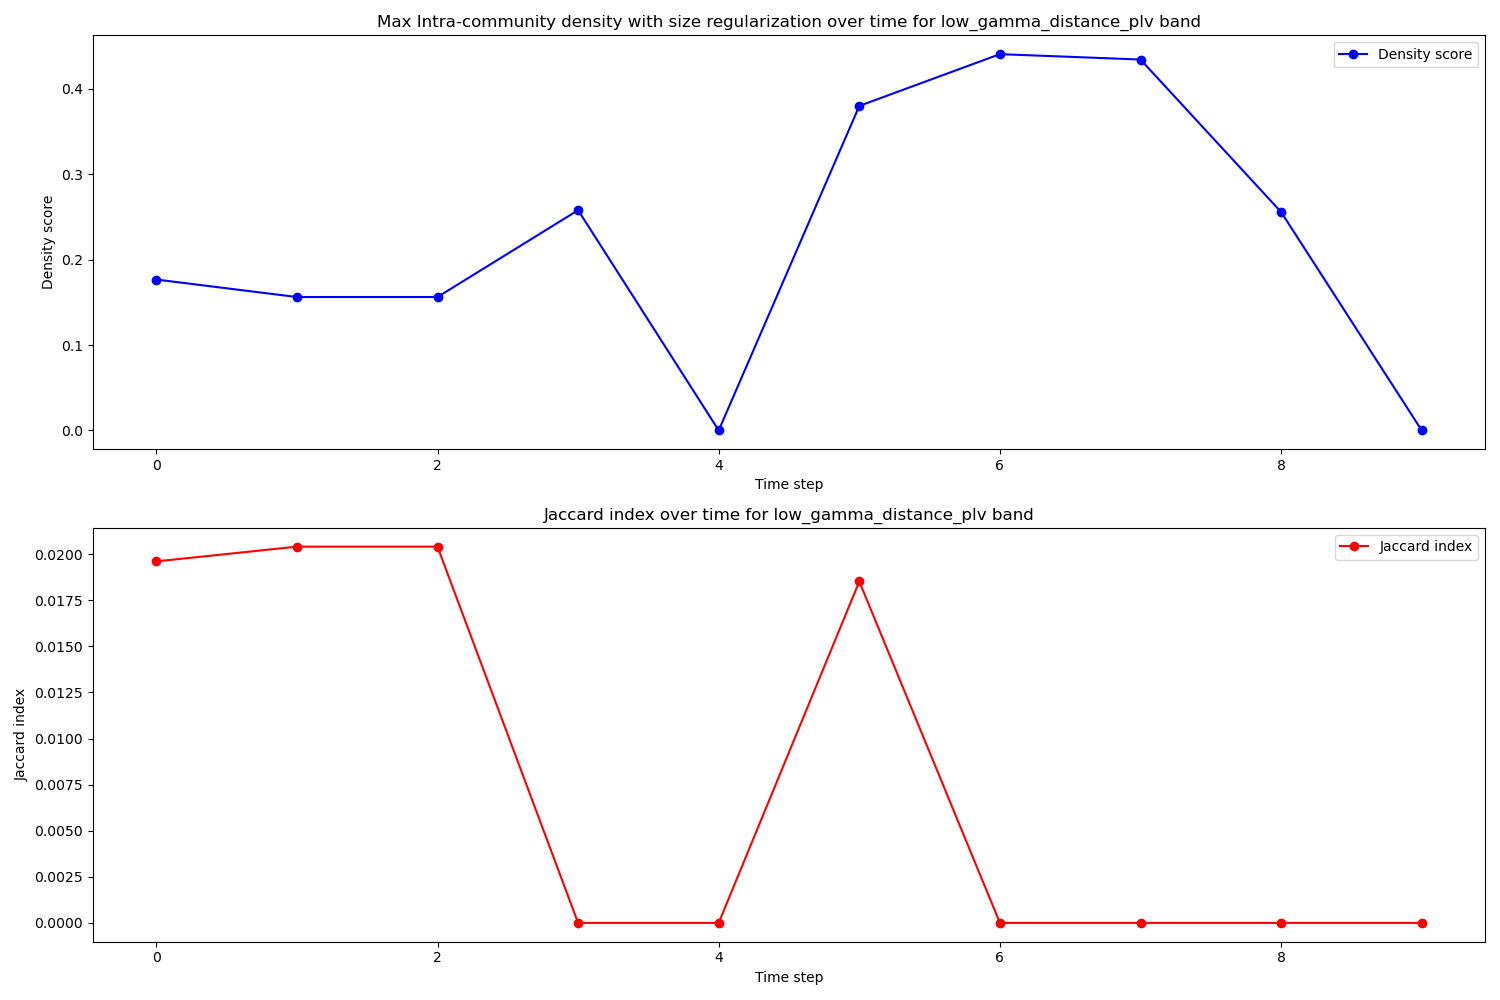 Max Intra-community density with size regularization over time for low_gamma_distance_plv band
Density score
0.4
0.3
0.2
0.1
0.0
Density score
0 2 4 6 8
Time step
Jaccard index over time for low_gamma_distance_plv band
Jaccard index
0.0200
0.0175
0.0150
0.0125
0.0100
0.0075
0.0050
0.0025
0.0000
Jaccard index
0 2 4 6 8
Time step